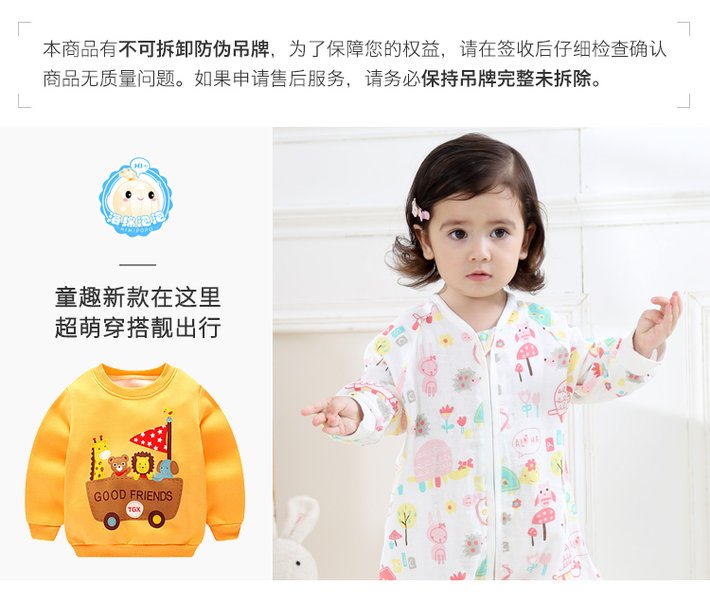 本商品有不可拆卸防伪吊牌，为了保障您的权益，请在签收后仔细检查确认
商品无质量问题。如果申请售后服务，请务必保持吊牌完整未拆除。
HI~
洛绵泡泡
MIMIPOPO
童趣新款在这里
超萌穿搭靓出行
GOOD FRIENDS
TGX
ALOHA